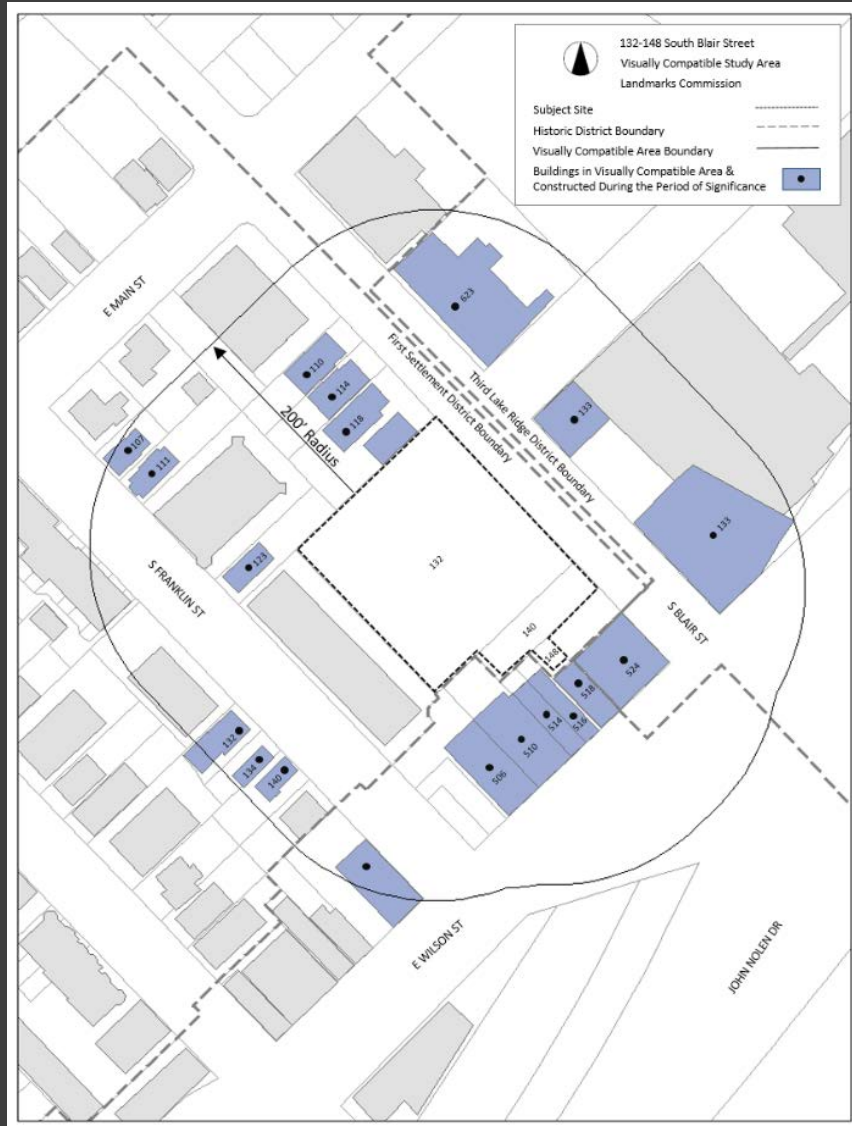 132-148 South Blair Street
Visually Compatible Study Area
Landmarks Commission
Subject Site
Historic District Boundary
Visually Compatible Area Boundary
Buildings in Visually Compatible Area &
Constructed During the Period of Significance
E MAIN ST
623
First Settlement District Boundary
Third Lake Ridge District Boundary
110
114
118
200' Radius
133
107
111
123
132
133
S FRANKLIN ST
140
148
S BLAIR ST
524
518
516
514
510
506
132
134
140
E WILSON ST
JOHN NOLEN DR